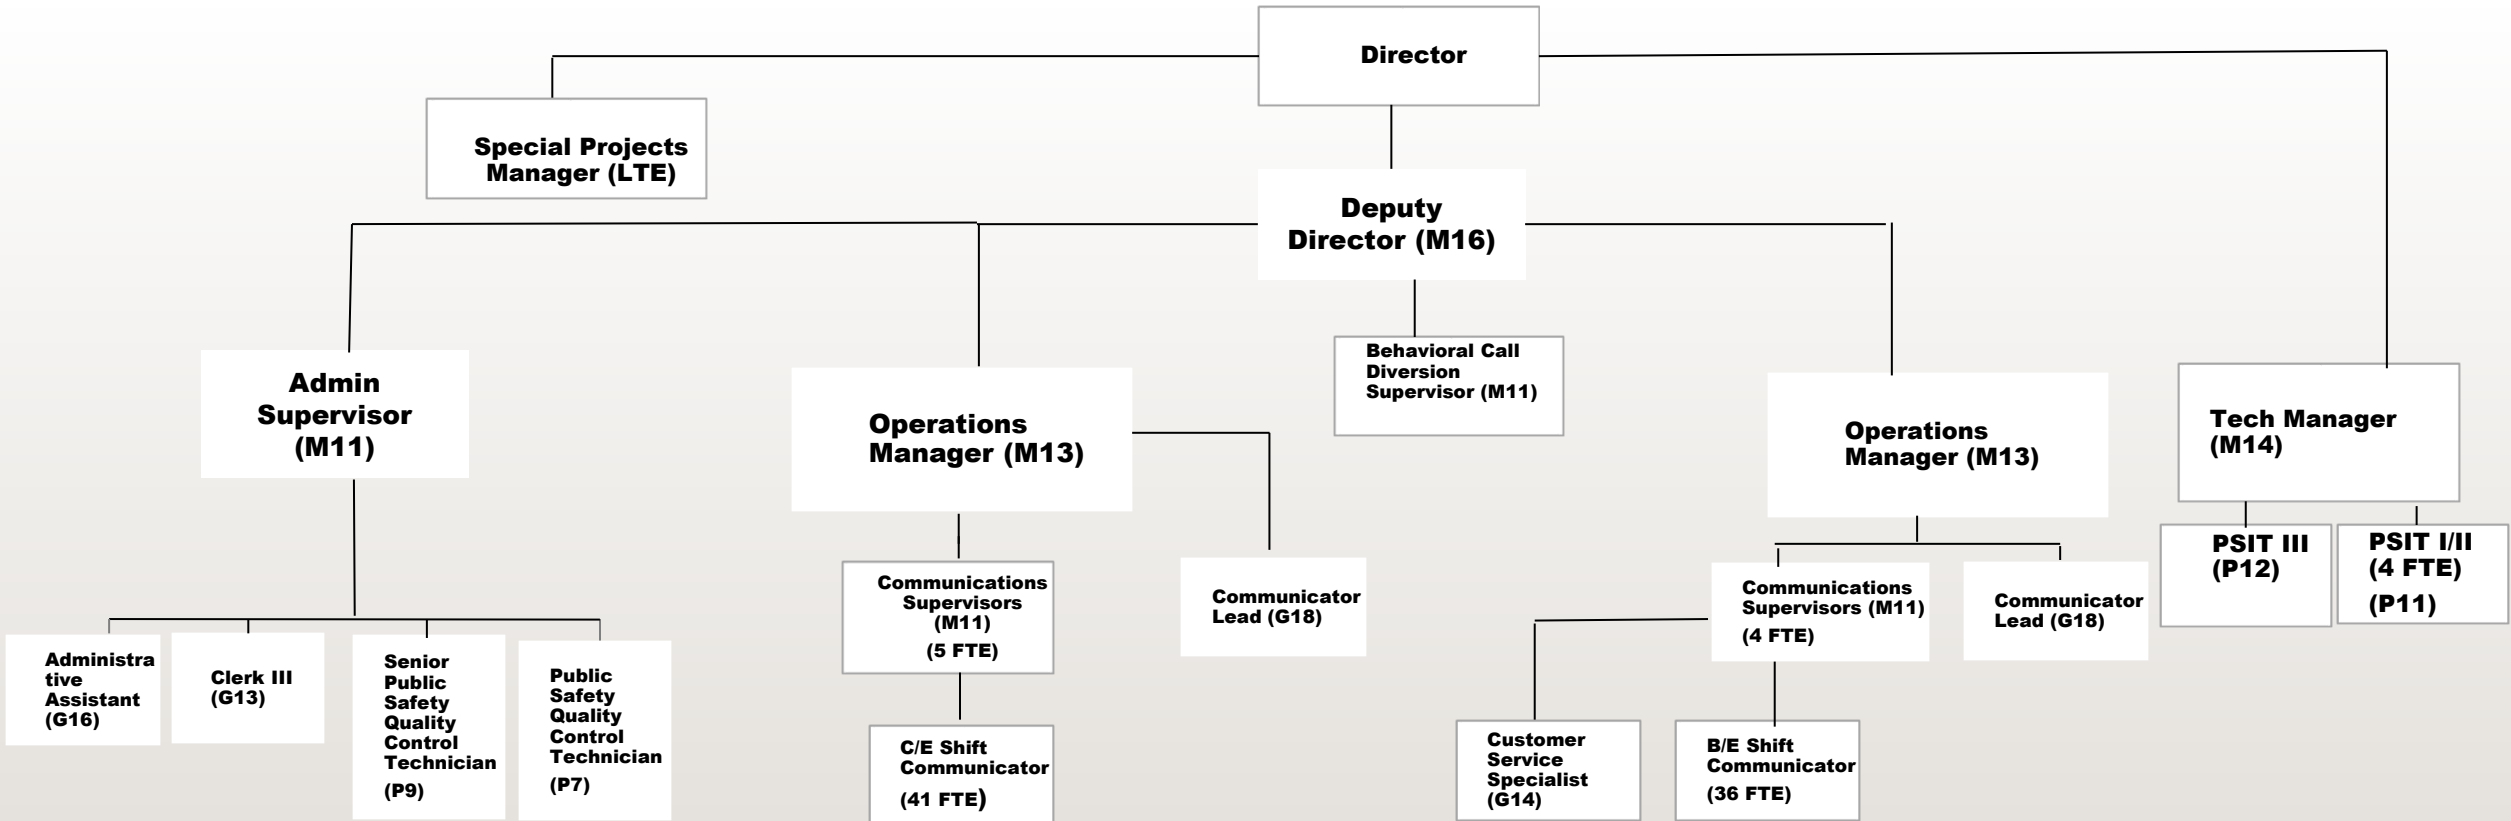 Director
Special Projects
Manager (LTE)
Deputy
Director (M16)
Admin
Supervisor
(M11)
Operations
Manager (M13)
Behavioral Call
Diversion
Supervisor (M11)
Operations
Manager (M13)
Tech Manager
(M14)
Communications
Supervisors
(M11)
(5 FTE)
Communicator
Lead (G18)
Communications
Supervisors (M11)
(4 FTE)
Communicator
Lead (G18)
PSIT III
(P12)
PSIT I/II
(4 FTE)
(P11)
Administra
tive
Assistant
(G16)
Clerk III
(G13)
Senior
Public
Safety
Quality
Control
Technician
(P9)
Public
Safety
Quality
Control
Technician
(P7)
C/E Shift
Communicator
(41 FTE)
Customer
Service
Specialist
(G14)
B/E Shift
Communicator
(36 FTE)